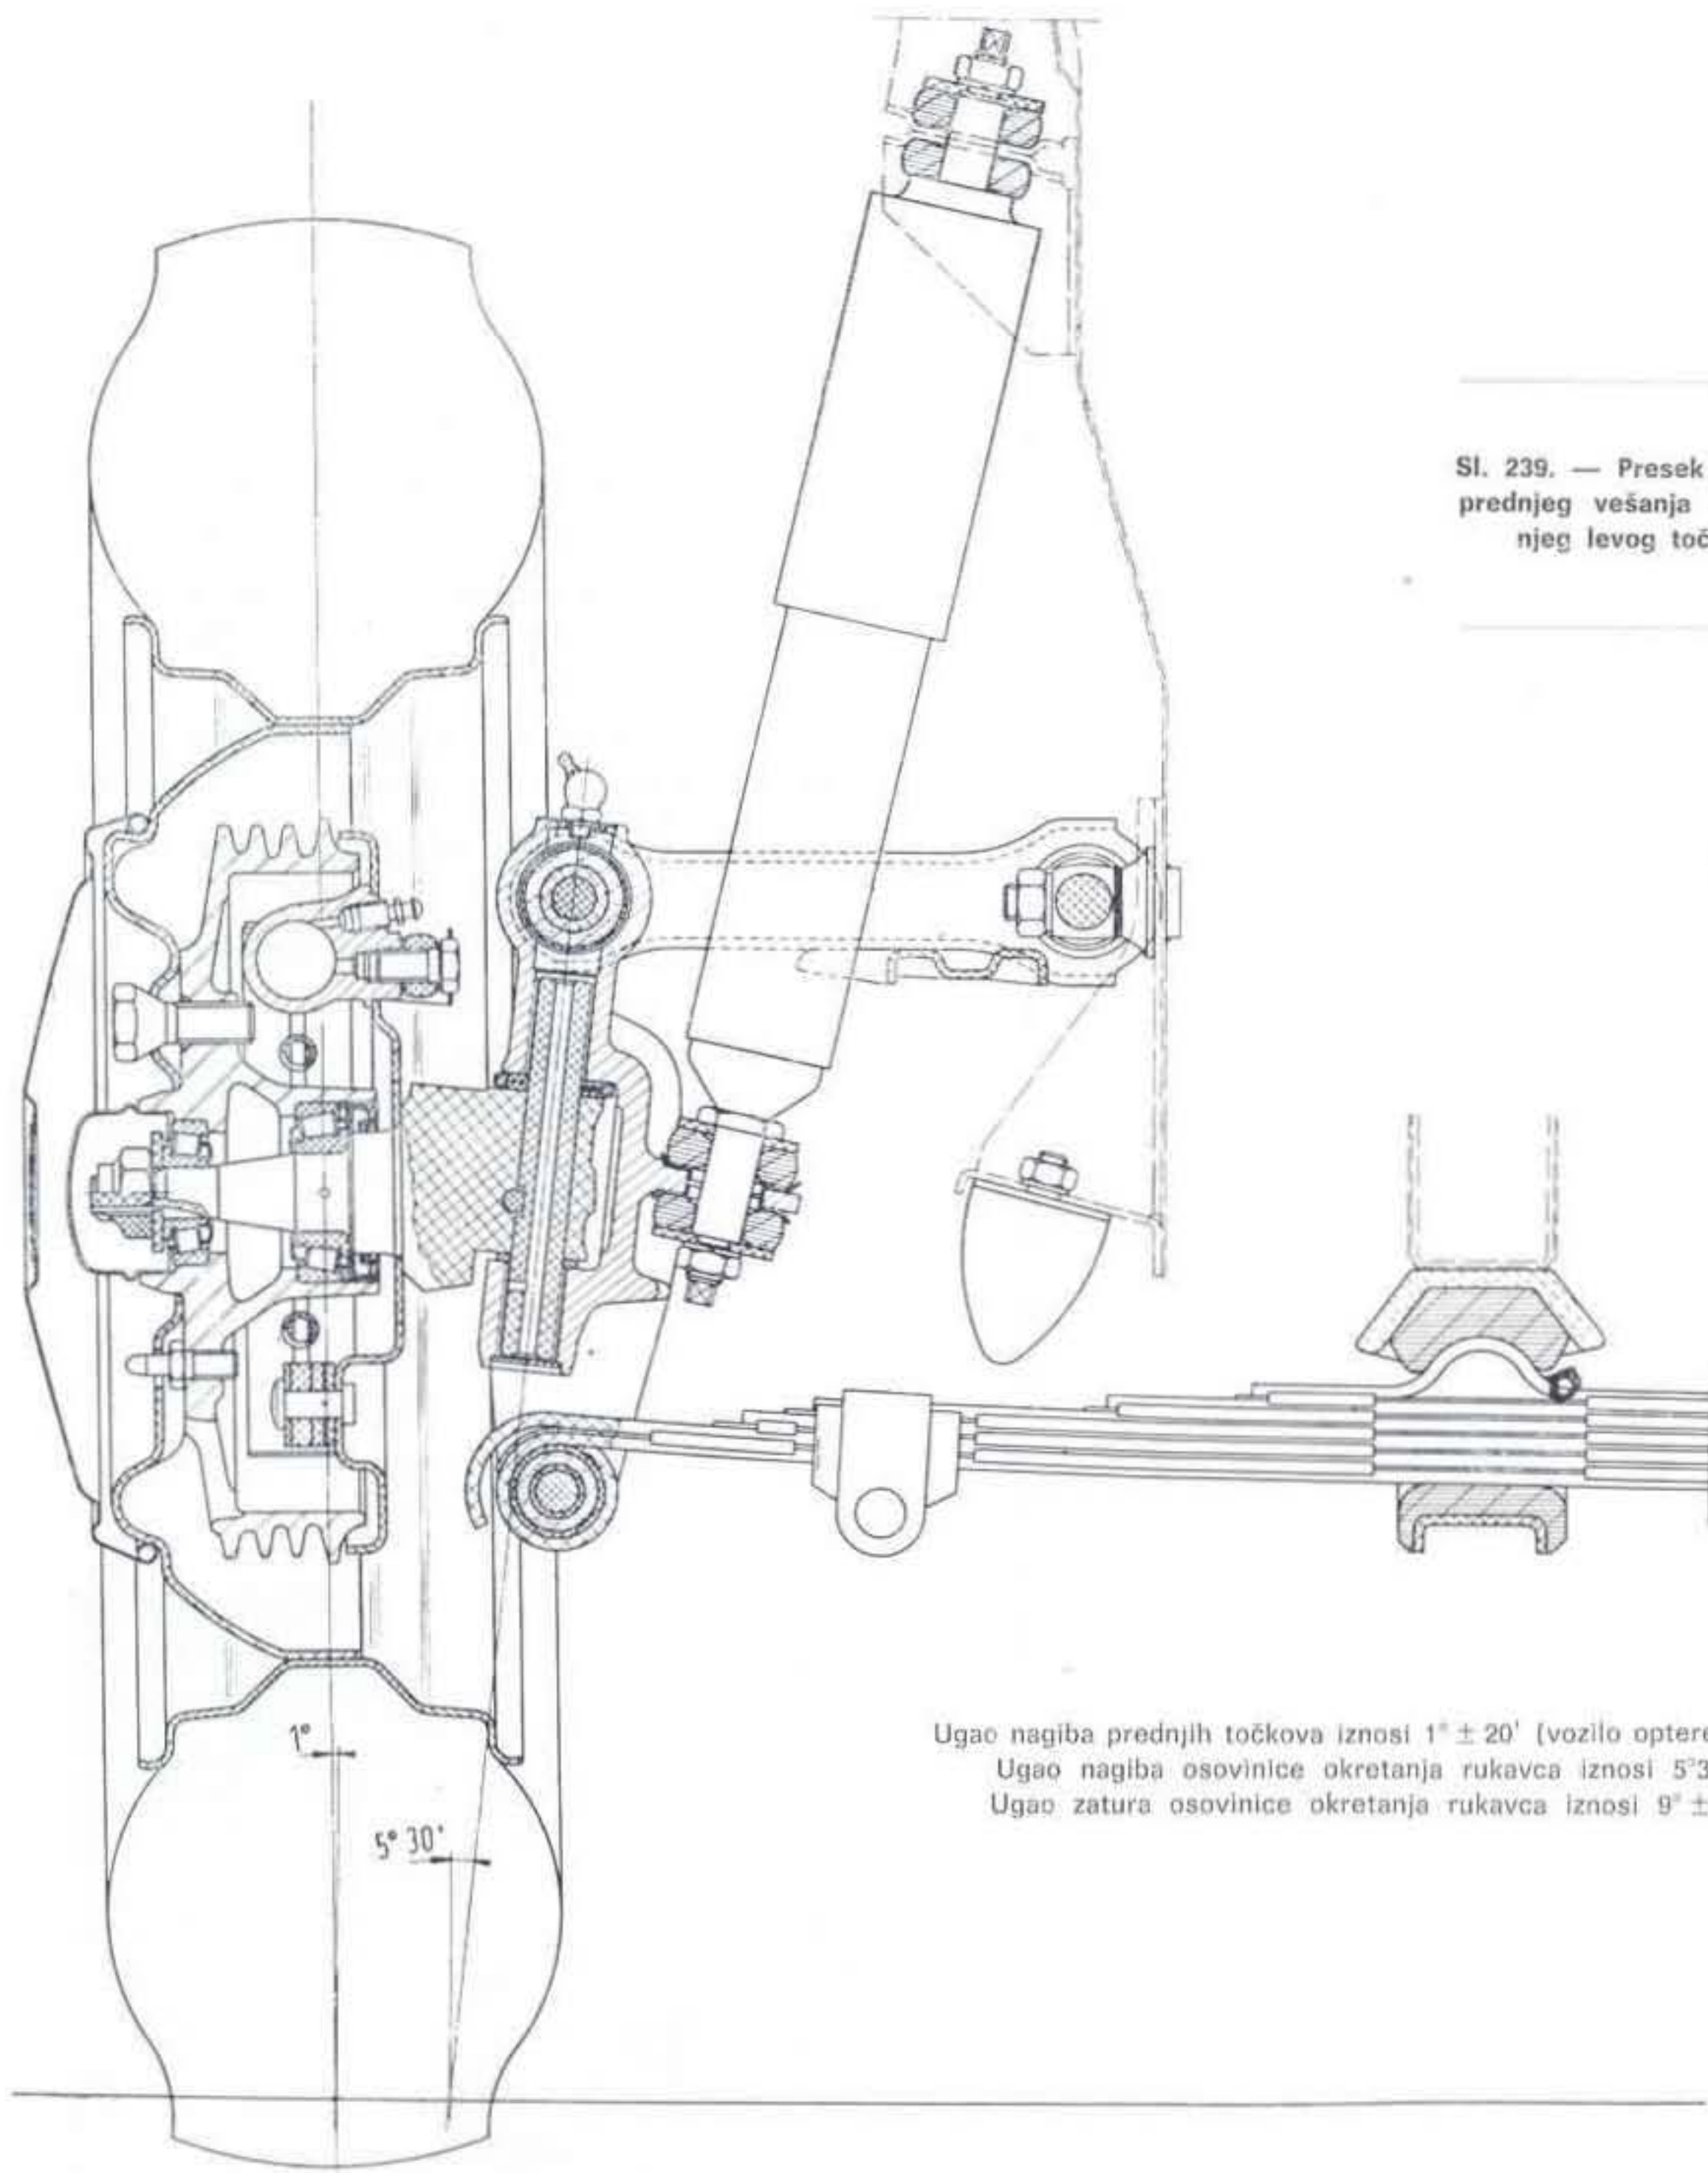 Sl. 239. — Presek
prednjeg vešanja
njeg levog toč
Ugao nagiba prednjih točkova iznosi 1° ± 20' (vozilo optere
Ugao nagiba osovinice okretanja rukavca iznosi 5°3
Ugao zatura osovinice okretanja rukavca iznosi 9° ±
1°
5° 30'